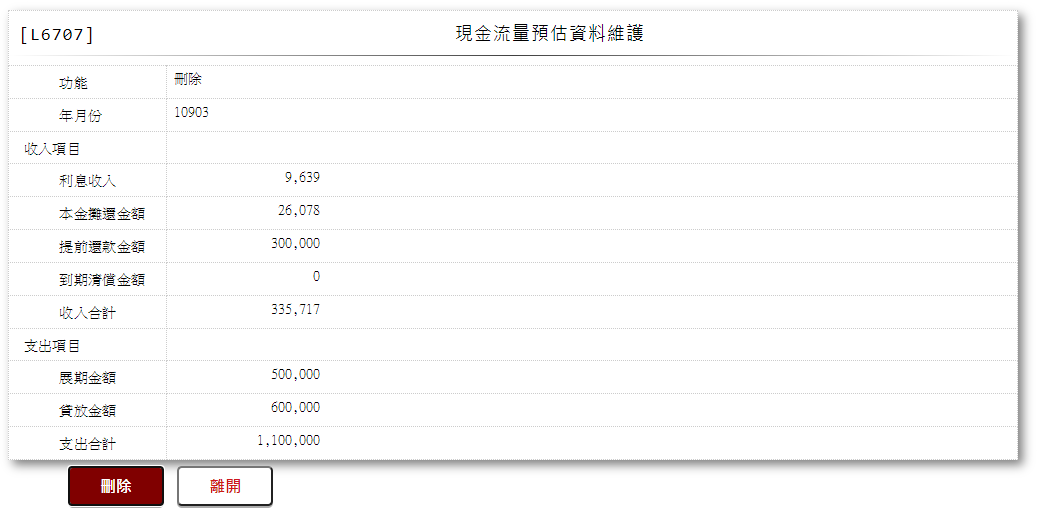 [L6707] 現金流量預估資料維護
功能 刪除
年月份 10903
收入項目
利息收入 9,639
本金攤還金額 26,078
提前還款金額 300,000
到期清償金額 0
收入合計 335,717
支出項目
展期金額 500,000
貸放金額 600,000
支出合計 1,100,000
刪除 離開